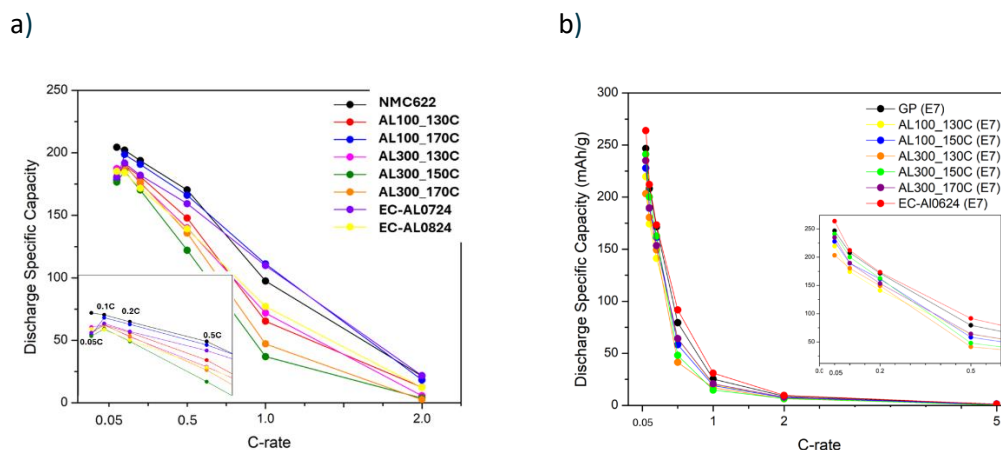 a)
b)
250
200
150
100
50
0
Discharge Specific Capacity
NMC622
AL100_130C
AL100_170C
AL300_130C
AL300_150C
AL300_170C
EC-AL0724
EC-AL0824
0.1C
0.2C
0.5C
0.05C
0.05
0.5
1.0
2.0
C-rate
300
250
200
150
100
50
0
Discharge Specific Capacity (mAh/g)
GP (E7)
AL100_130C (E7)
AL100_150C (E7)
AL300_130C (E7)
AL300_150C (E7)
AL300_170C (E7)
EC-Al0624 (E7)
250
200
150
100
50
0.0
0.05
0.2
0.5
0.05
1
2
5
C-rate